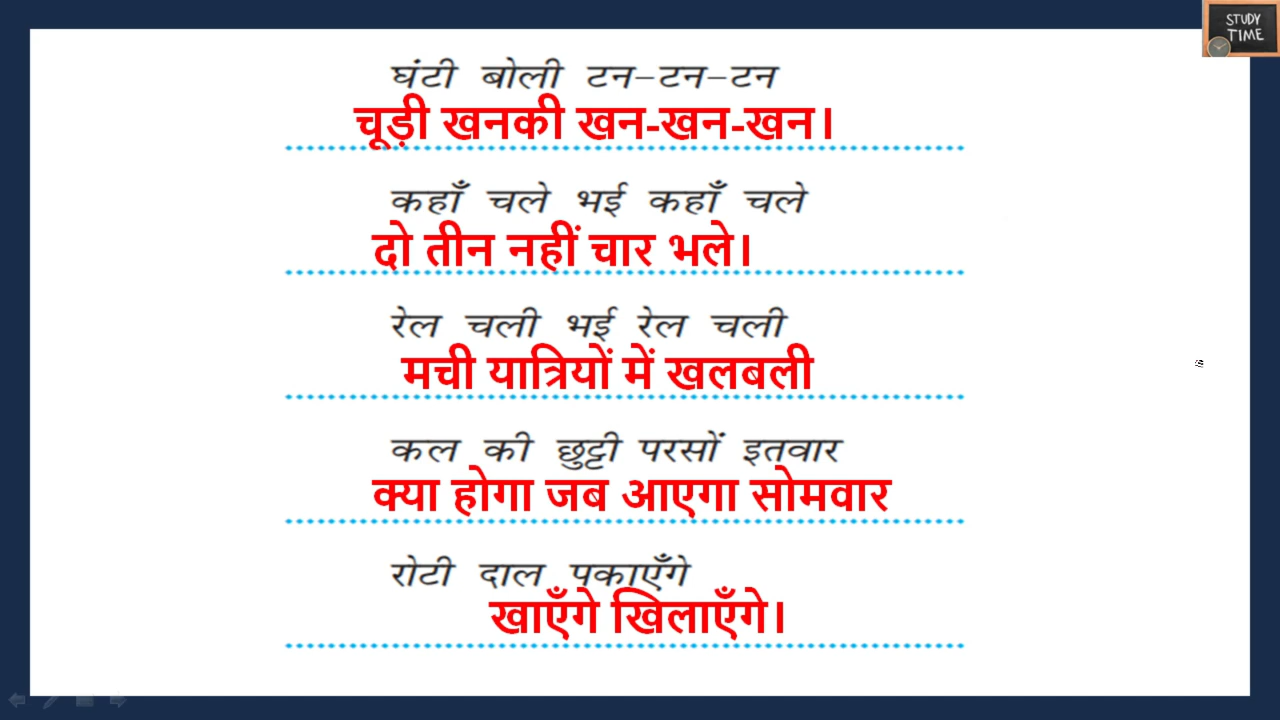 STUDY
TIME
घंटी बोली टन-टन-टन
चूड़ी खनकी खन-खन-खन।
कहाँ चले भई कहाँ चले
दो तीन नहीं चार भले।
रेल चली भई रेल चली
मची यात्रियों में खलबली
कल की छुट्टी परसों इतवार
क्या होगा जब आएगा सोमवार
रोटी दाल पकाएँगे
खाएँगे खिलाएँगे।